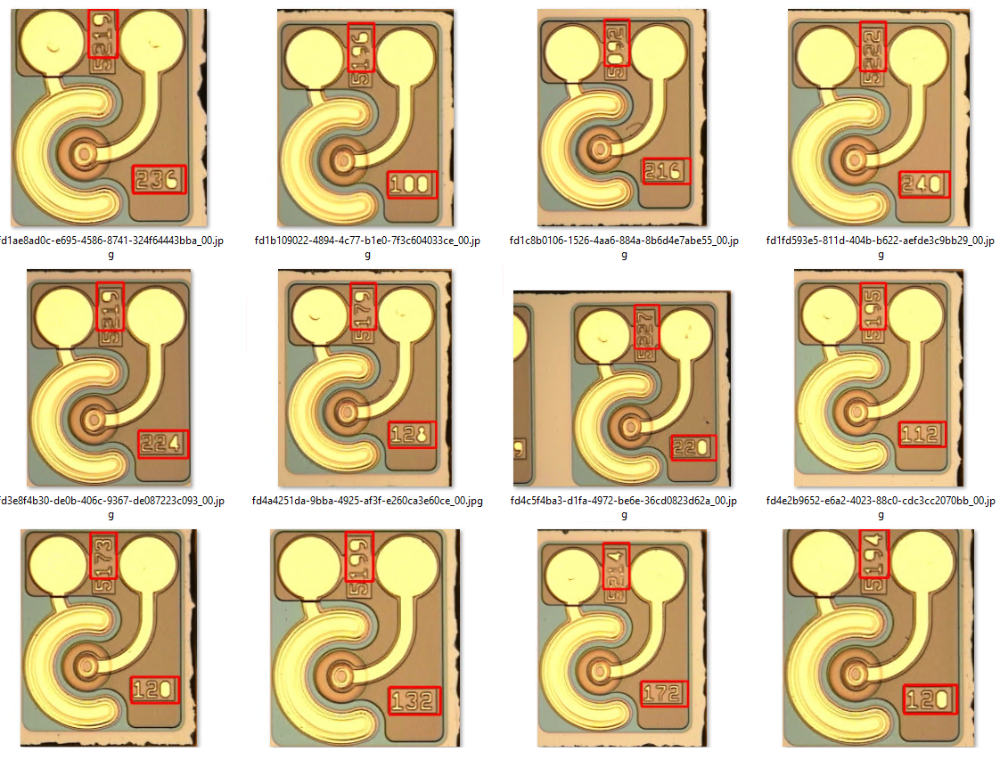 5219
236
5196
100
5092
216
5222
240
fd1ae8ad0c-e695-4586-8741-324f64443bba_00.jp
g
fd1b109022-4894-4c77-b1e0-7f3c604033ce_00.jp
g
fd1c8b0106-1526-4aa6-884a-8b6d4e7abe55_00.jp
g
fd1fd593e5-811d-404b-b622-aefde3c9bb29_00.jp
g
5219
224
5179
128
9
5227
220
5195
112
fd3e8f4b30-de0b-406c-9367-de087223c093_00.jp
g
fd4a4251da-9bba-4925-af3f-e260ca3e60ce_00.jpg
fd4c5f4ba3-d1fa-4972-be6e-36cd0823d62a_00.jp
g
fd4e2b9652-e6a2-4023-88c0-cdc3cc2070bb_00.jp
g
5173
120
5199
132
5214
172
5194
120